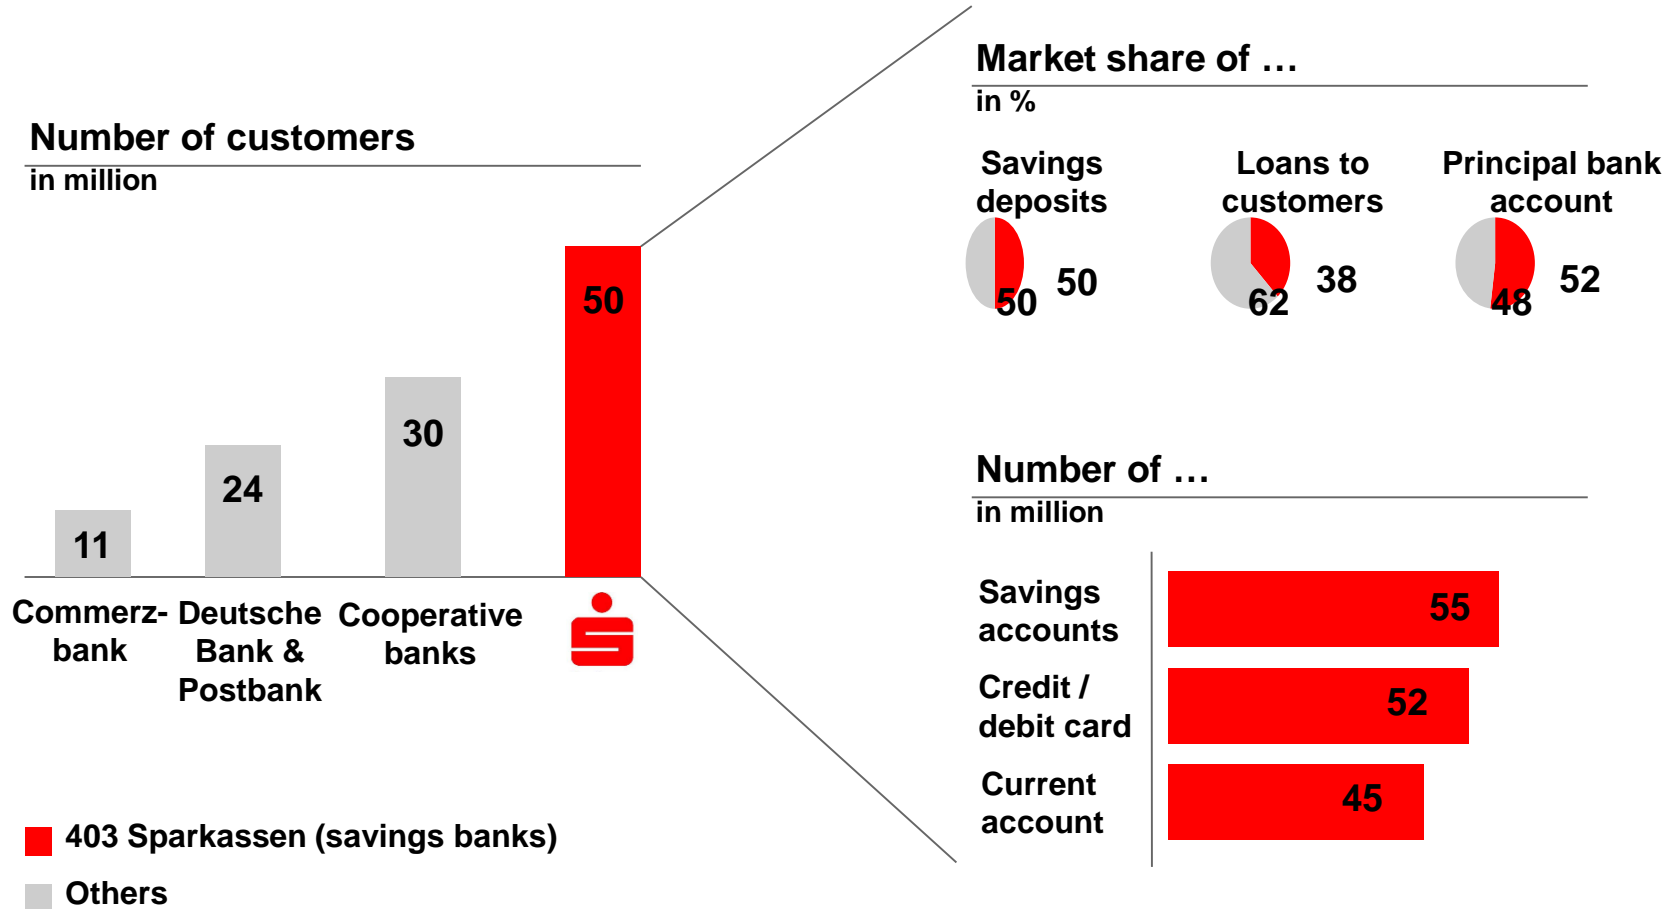 Number of customers
in million
50
30
24
11
Commerz-
bank
Deutsche
Bank &
Postbank
Cooperative
banks
403 Sparkassen (savings banks)
Others
Market share of …
in %
Savings
deposits
50
50
Loans to
customers
38
62
Principal bank
account
52
48
Number of …
in million
Savings
accounts
55
Credit /
debit card
52
Current
account
45